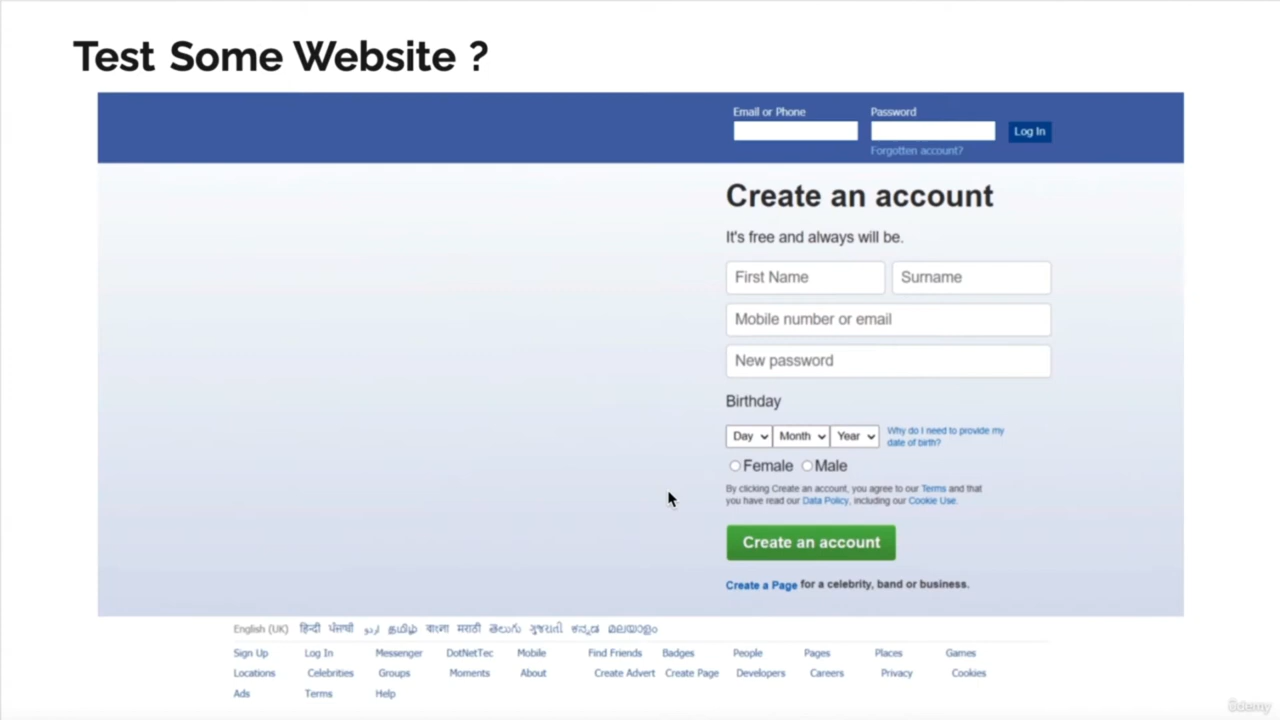 Test Some Website ?
Email or Phone Password
Log In
Forgotten account?
Create an account
It's free and always will be.
First Name Surname
Mobile number or email
New password
Birthday
Day Month Year Why do I need to provide my
date of birth?
Female Male
By clicking Create an account, you agree to our Terms and that
you have read our Data Policy, including our Cookie Use.
Create an account
Create a Page for a celebrity, band or business.
English (UK) हिन्दी ਪੰਜਾਬੀ اردو தமிழ் বাংলা मराठी తెలుగు ગુજરાતી ಕನ್ನಡ മലയാളം
Sign Up Log In Messenger DotNetTec Mobile Find Friends Badges People Pages Places Games
Locations Celebrities Groups Moments About Create Advert Create Page Developers Careers Privacy Cookies
Ads Terms Help
ûdemy